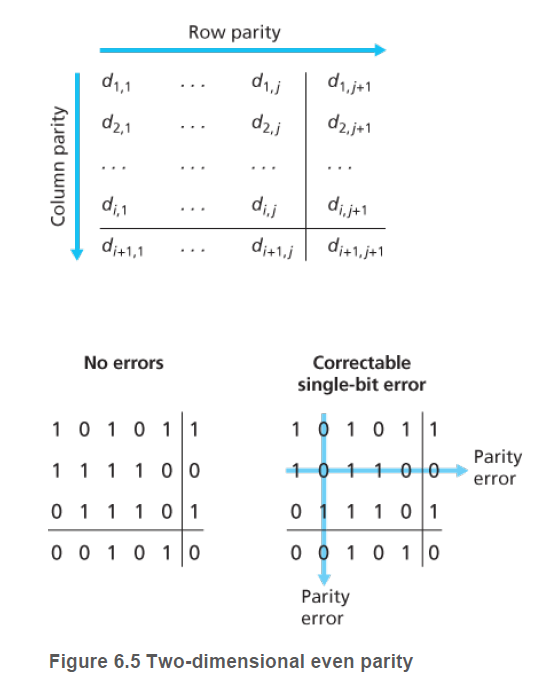 Row parity
Column parity
d1,1 ... d1,j d1,j+1
d2,1 ... d2,j d2,j+1
... ... ... ...
di,1 ... di,j di,j+1
di+1,1 ... di+1,j di+1,j+1
No errors
1 0 1 0 1 1
1 1 1 1 0 0
0 1 1 1 0 1
0 0 1 0 1 0
Correctable
single-bit error
1 0 1 0 1 1
1 0 1 1 0 0
0 1 1 1 0 1
0 0 1 0 1 0
Parity
error
Parity
error
Figure 6.5 Two-dimensional even parity